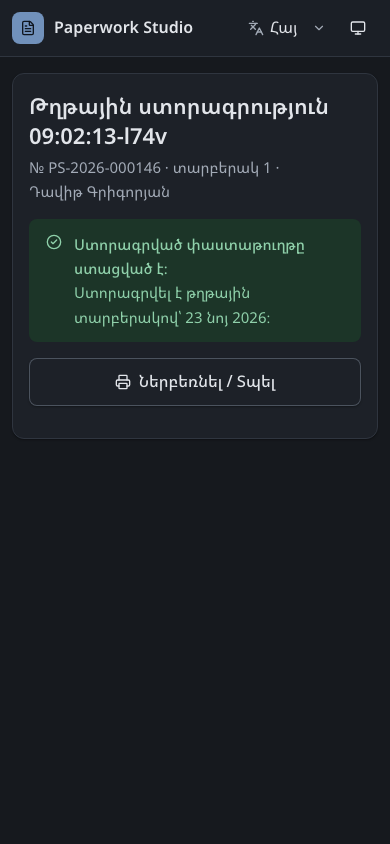 Paperwork Studio
Հայ
Թղթային ստորագրություն
09:02:13-l74v
№ PS-2026-000146 · տարբերակ 1 ·
Դավիթ Գրիգորյան
Ստորագրված փաստաթուղթը
ստացված է։
Ստորագրվել է թղթային
տարբերակով՝ 23 նոյ 2026։
Ներբեռնել / Տպել